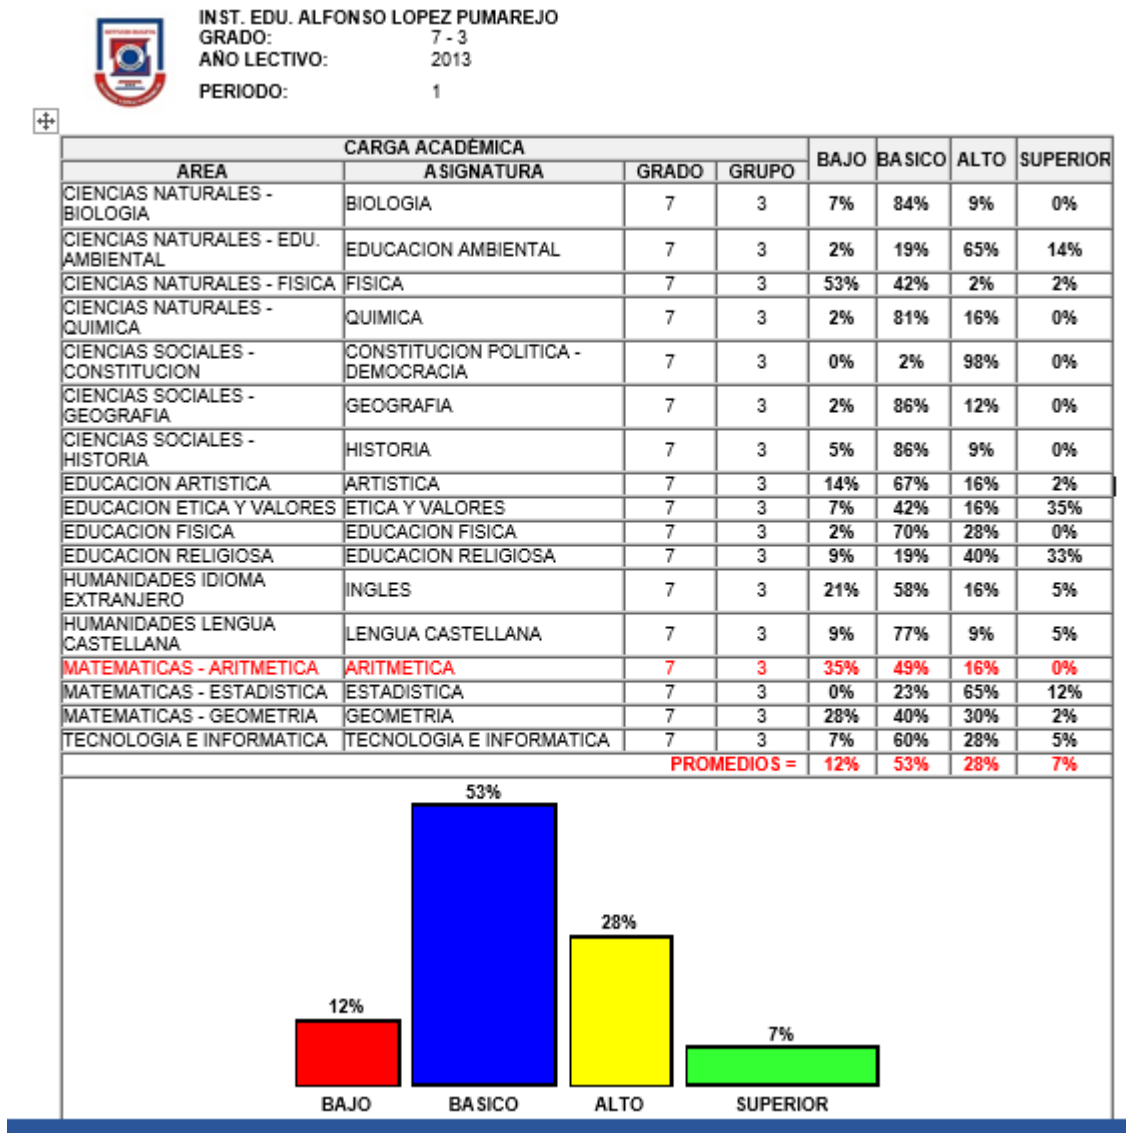 INST. EDU. ALFONSO LOPEZ PUMAREJO
GRADO: 7 - 3
AÑO LECTIVO: 2013
PERIODO: 1
CARGA ACADÉMICA BAJO BASICO ALTO SUPERIOR
AREA ASIGNATURA GRADO GRUPO
CIENCIAS NATURALES -
BIOLOGIA BIOLOGIA 7 3 7% 84% 9% 0%
CIENCIAS NATURALES - EDU.
AMBIENTAL EDUCACION AMBIENTAL 7 3 2% 19% 65% 14%
CIENCIAS NATURALES - FISICA FISICA 7 3 53% 42% 2% 2%
CIENCIAS NATURALES -
QUIMICA QUIMICA 7 3 2% 81% 16% 0%
CIENCIAS SOCIALES - CONSTITUCION POLITICA -
CONSTITUCION DEMOCRACIA 7 3 0% 2% 98% 0%
CIENCIAS SOCIALES -
GEOGRAFIA GEOGRAFIA 7 3 2% 86% 12% 0%
CIENCIAS SOCIALES -
HISTORIA HISTORIA 7 3 5% 86% 9% 0%
EDUCACION ARTISTICA ARTISTICA 7 3 14% 67% 16% 2%
EDUCACION ETICA Y VALORES ETICA Y VALORES 7 3 7% 42% 16% 35%
EDUCACION FISICA EDUCACION FISICA 7 3 2% 70% 28% 0%
EDUCACION RELIGIOSA EDUCACION RELIGIOSA 7 3 9% 19% 40% 33%
HUMANIDADES IDIOMA
EXTRANJERO INGLES 7 3 21% 58% 16% 5%
HUMANIDADES LENGUA
CASTELLANA LENGUA CASTELLANA 7 3 9% 77% 9% 5%
MATEMATICAS - ARITMETICA ARITMETICA 7 3 35% 49% 16% 0%
MATEMATICAS - ESTADISTICA ESTADISTICA 7 3 0% 23% 65% 12%
MATEMATICAS - GEOMETRIA GEOMETRIA 7 3 28% 40% 30% 2%
TECNOLOGIA E INFORMATICA TECNOLOGIA E INFORMATICA 7 3 7% 60% 28% 5%
PROMEDIOS = 12% 53% 28% 7%
53%
28%
12%
7%
BAJO BASICO ALTO SUPERIOR